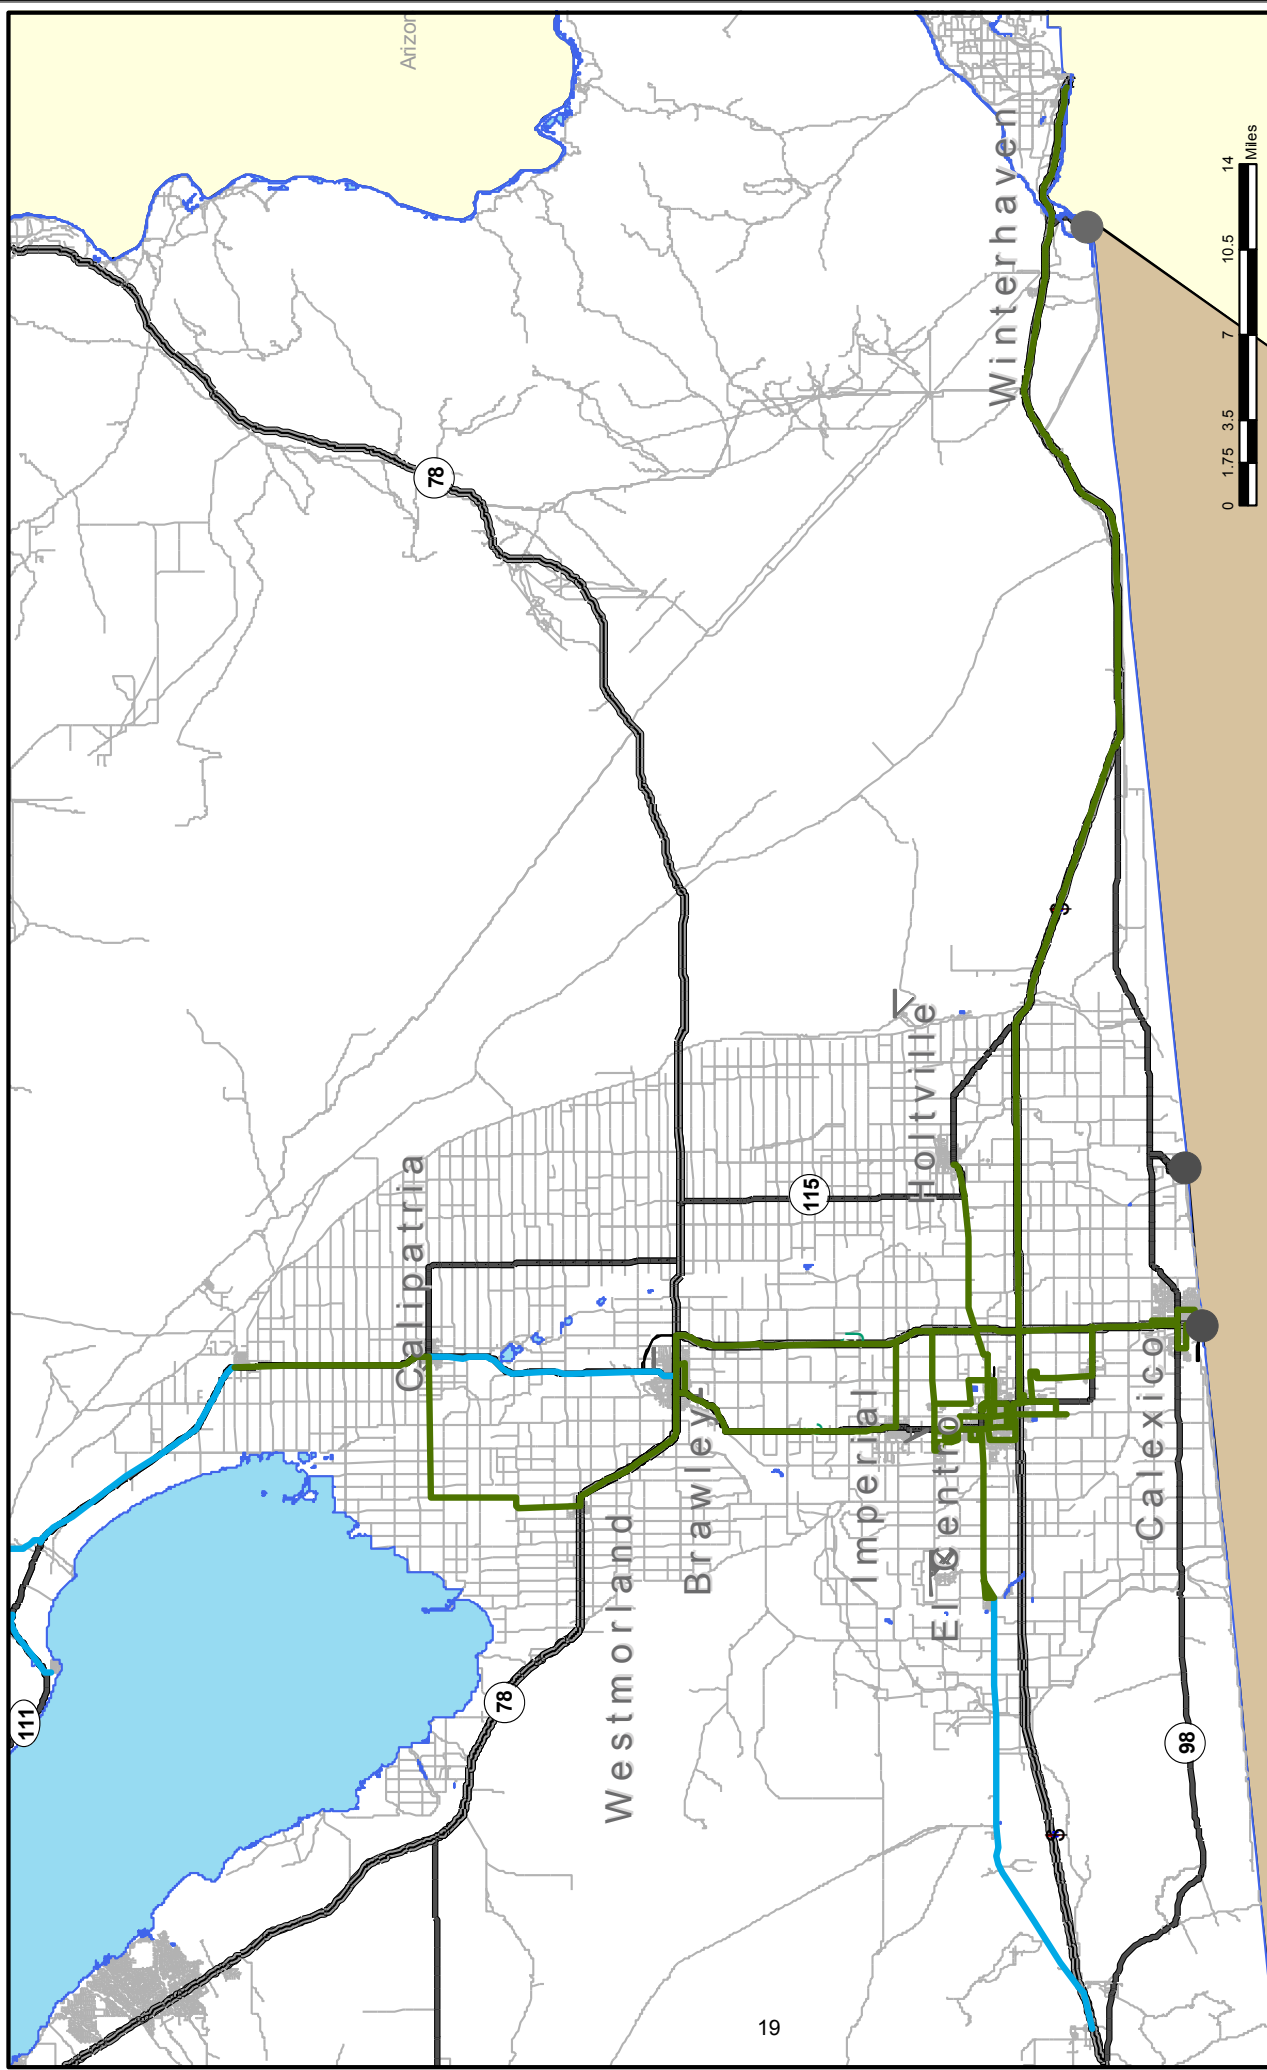 Arizon
Winterhaven
0 1.75 3.5 7 10.5 14
Miles
78
Calipatria
Holtville
115
Westmorland
Brawley
Imperial
El Centro
Calexico
111
78
98
19